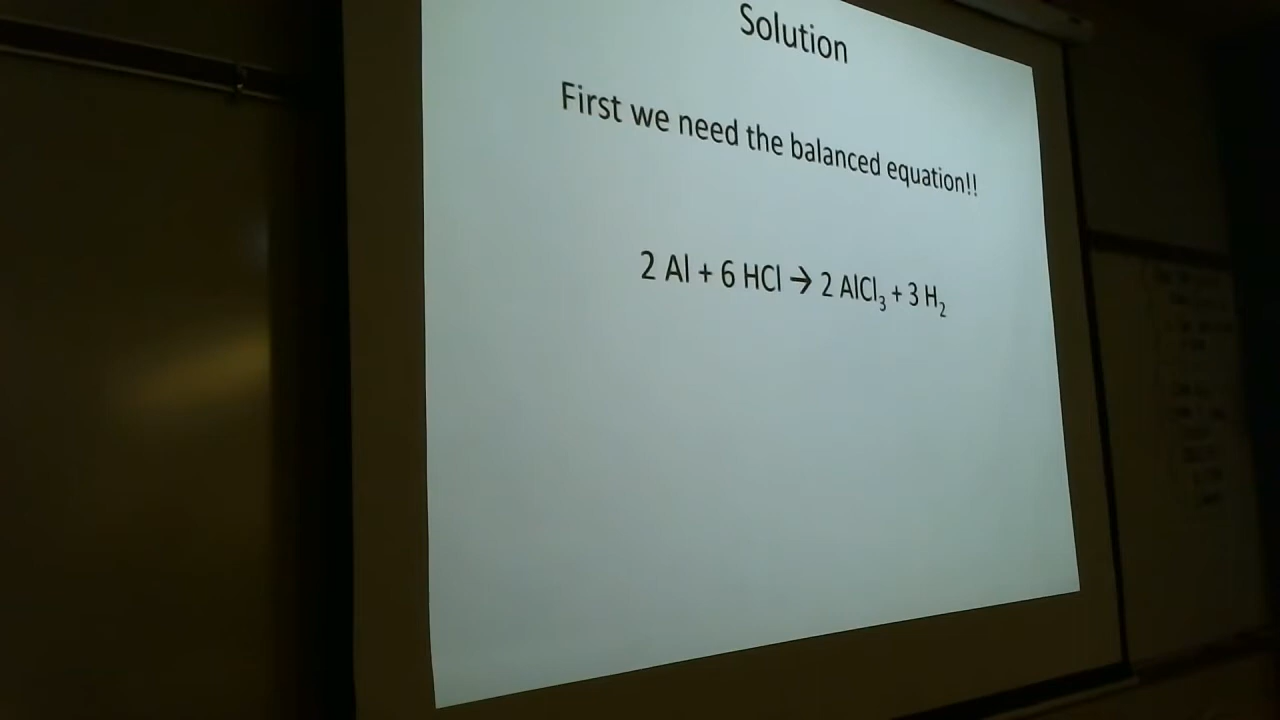 Solution
First we need the balanced equation!!
2 Al + 6 HCl → 2 AlCl₃ + 3 H₂